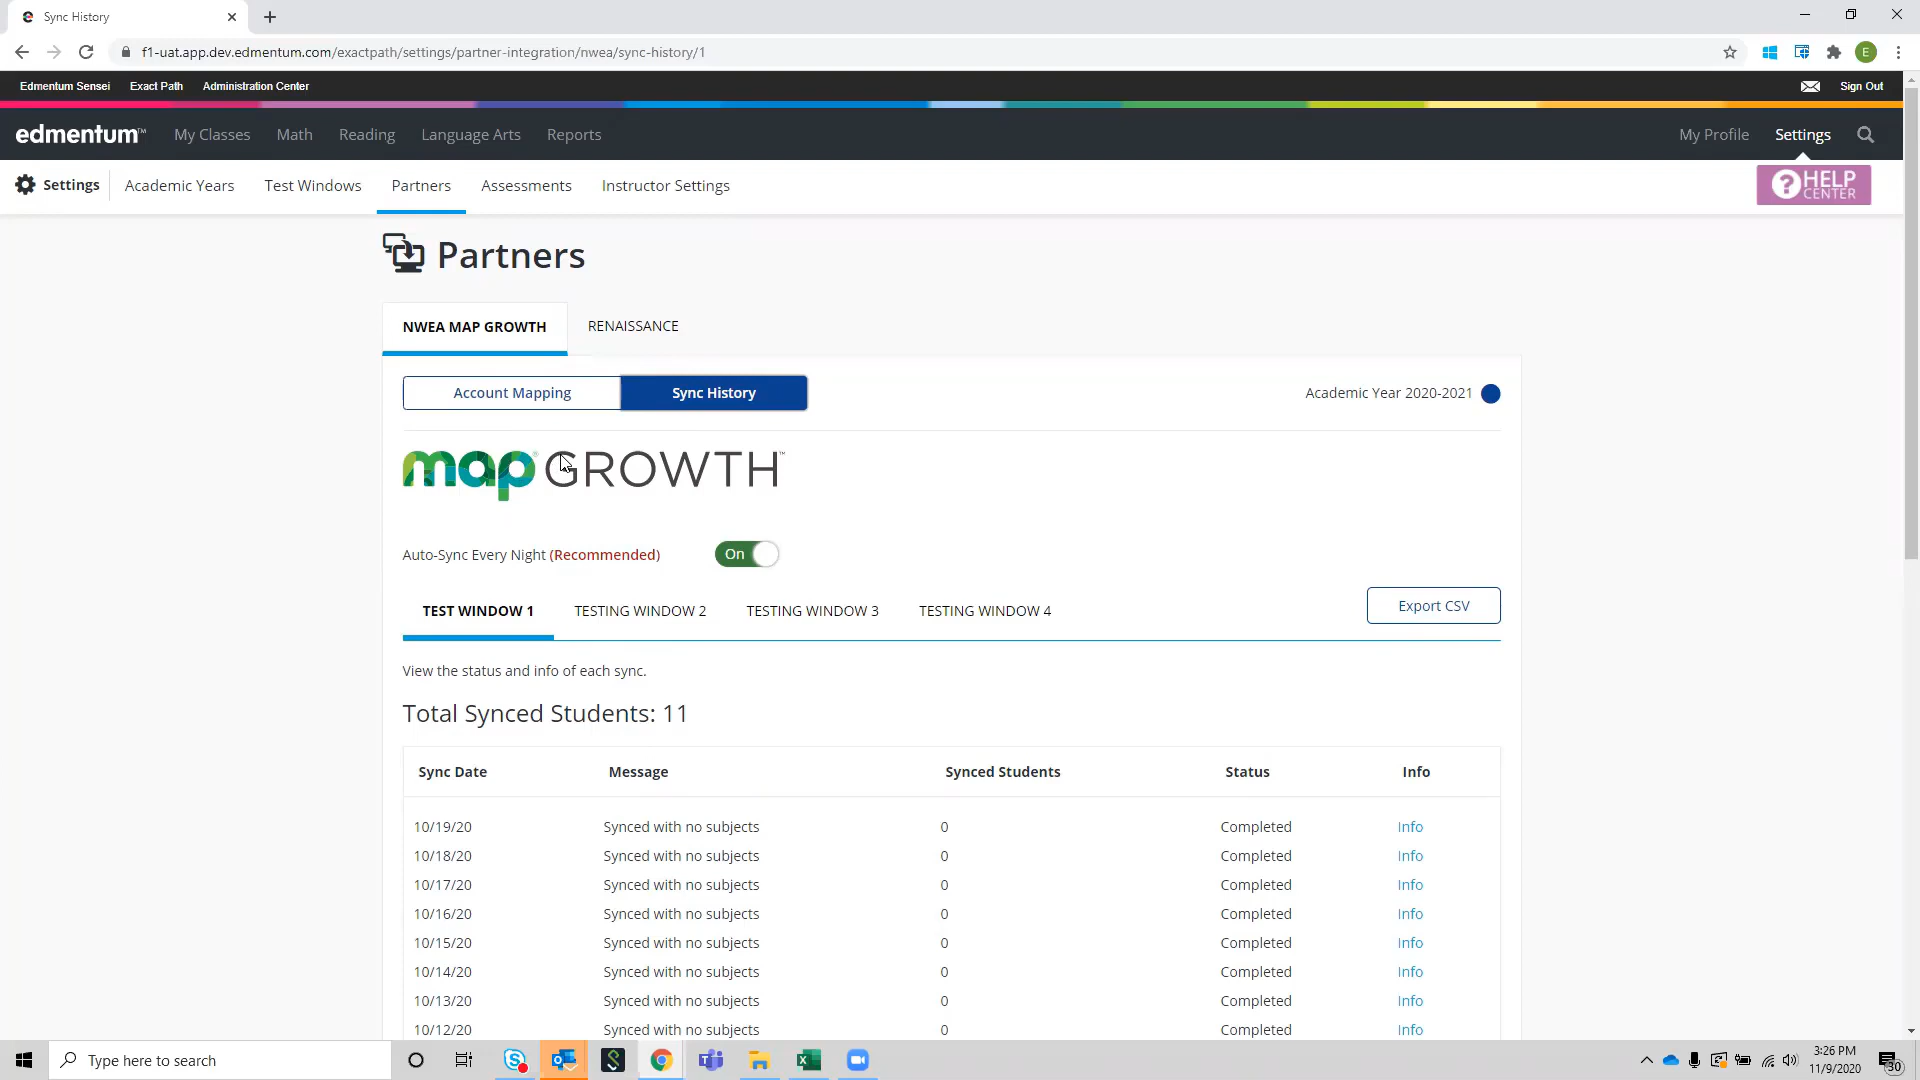 Sync History
f1-uat.app.dev.edmentum.com/exactpath/settings/partner-integration/nwea/sync-history/1
E
Edmentum Sensei Exact Path Administration Center Sign Out
edmentum™ My Classes Math Reading Language Arts Reports My Profile Settings
Settings Academic Years Test Windows Partners Assessments Instructor Settings
? HELP
CENTER
Partners
NWEA MAP GROWTH RENAISSANCE
Account Mapping Sync History Academic Year 2020-2021
map® GROWTH™
Auto-Sync Every Night (Recommended) On
TEST WINDOW 1 TESTING WINDOW 2 TESTING WINDOW 3 TESTING WINDOW 4 Export CSV
View the status and info of each sync.
Total Synced Students: 11
Sync Date Message Synced Students Status Info
10/19/20 Synced with no subjects 0 Completed Info
10/18/20 Synced with no subjects 0 Completed Info
10/17/20 Synced with no subjects 0 Completed Info
10/16/20 Synced with no subjects 0 Completed Info
10/15/20 Synced with no subjects 0 Completed Info
10/14/20 Synced with no subjects 0 Completed Info
10/13/20 Synced with no subjects 0 Completed Info
10/12/20 Synced with no subjects 0 Completed Info
Type here to search
3:26 PM
11/9/2020
30